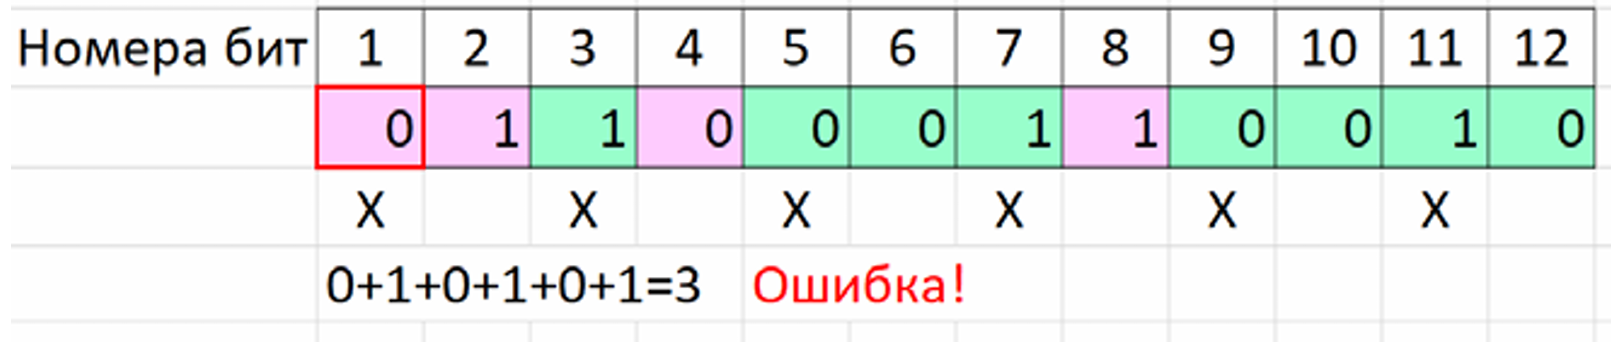 Номера бит 1 2 3 4 5 6 7 8 9 10 11 12
0 1 1 0 0 0 1 1 0 0 1 0
X X X X X X
0+1+0+1+0+1=3 Ошибка!